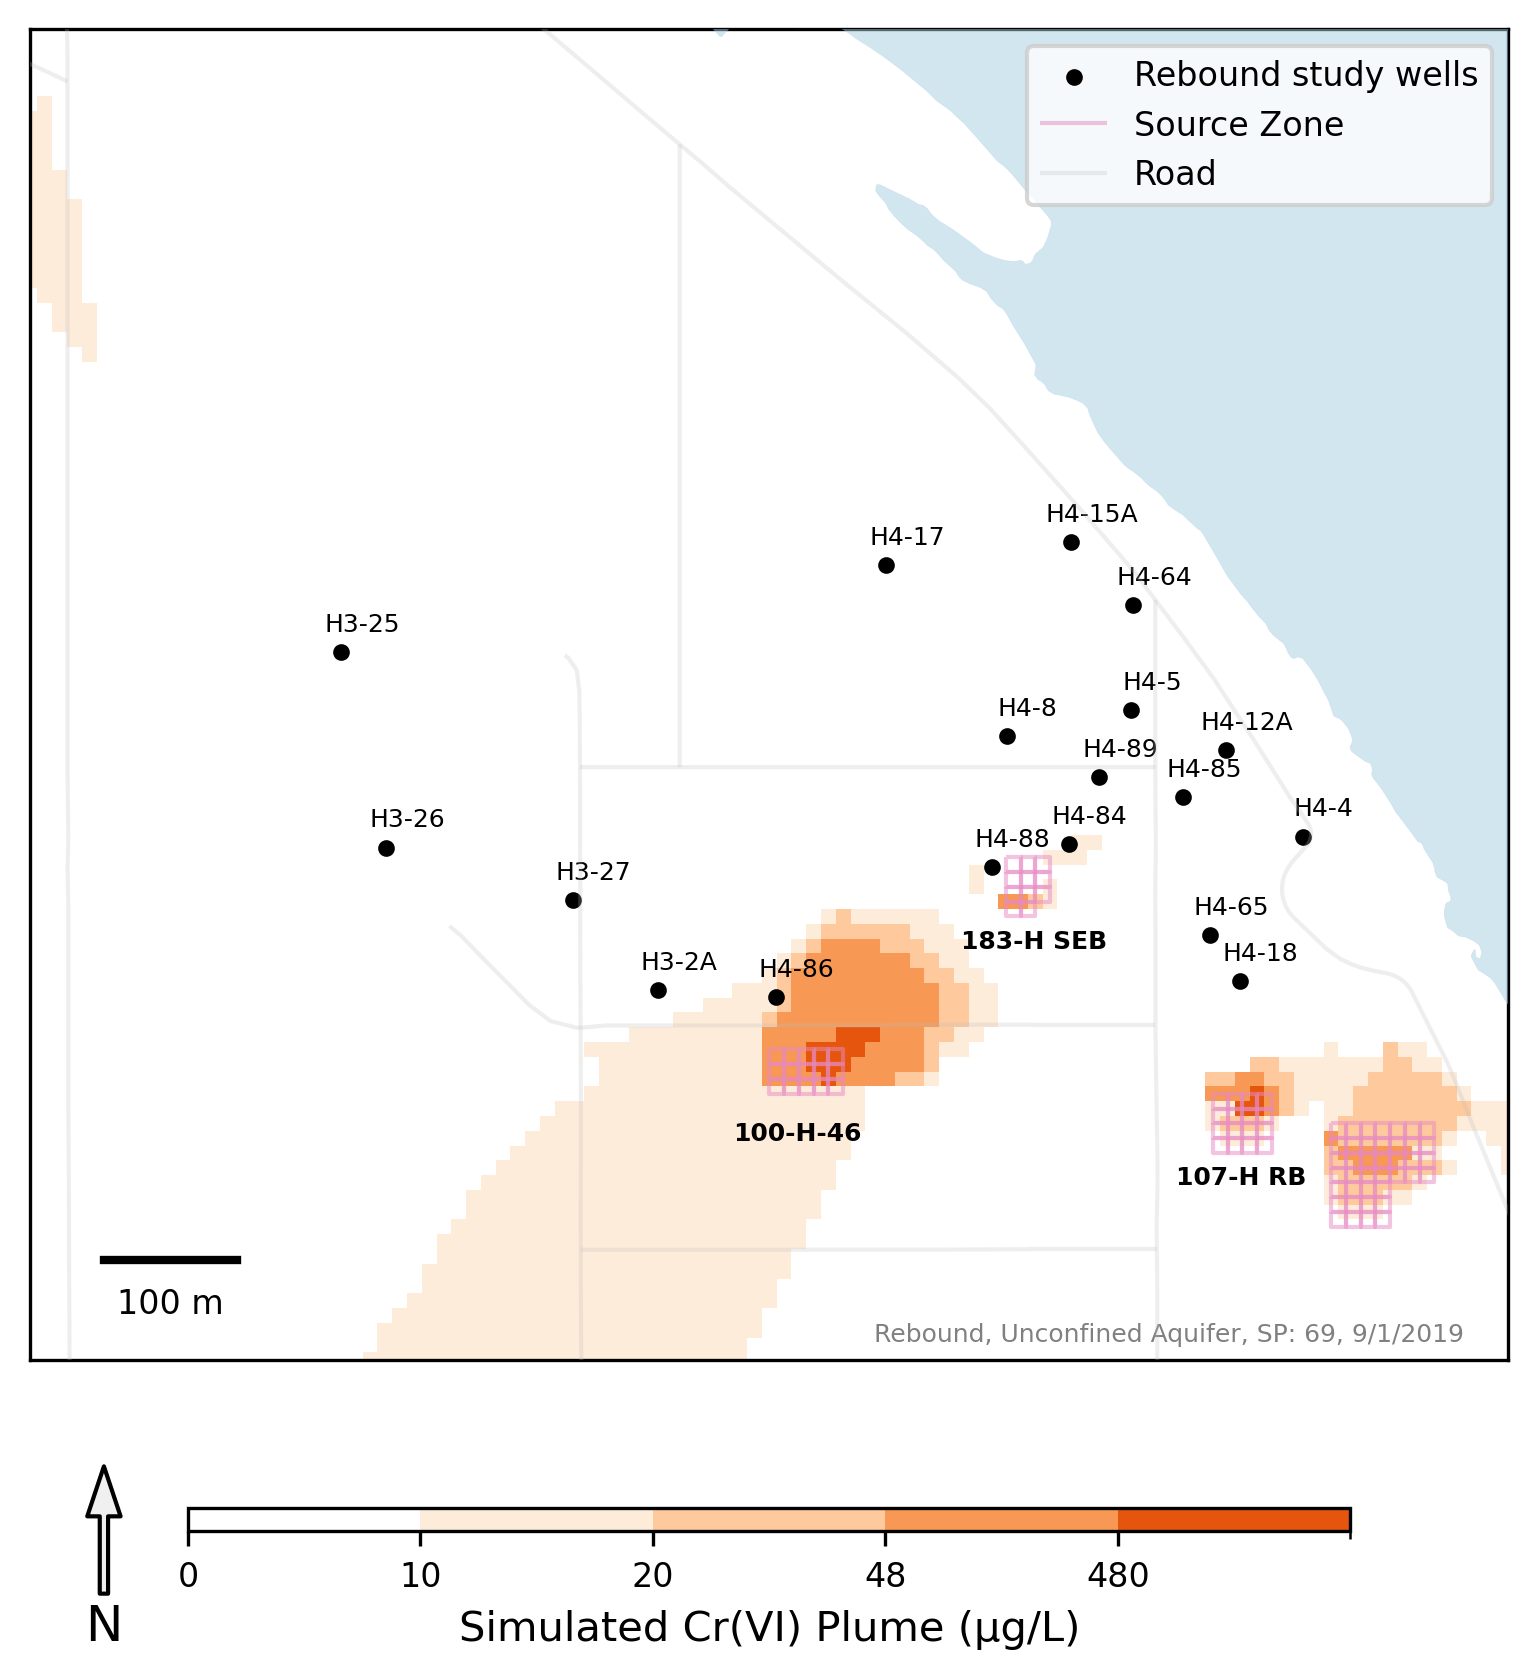 Rebound study wells
Source Zone
Road
H4-15A
H4-17
H4-64
H3-25
H4-5
H4-8
H4-12A
H4-89
H4-85
H4-4
H3-26
H4-84
H4-88
H3-27
H4-65
183-H SEB
H4-18
H3-2A
H4-86
100-H-46
107-H RB
100 m
Rebound, Unconfined Aquifer, SP: 69, 9/1/2019
0 10 20 48 480
N
Simulated Cr(VI) Plume (µg/L)